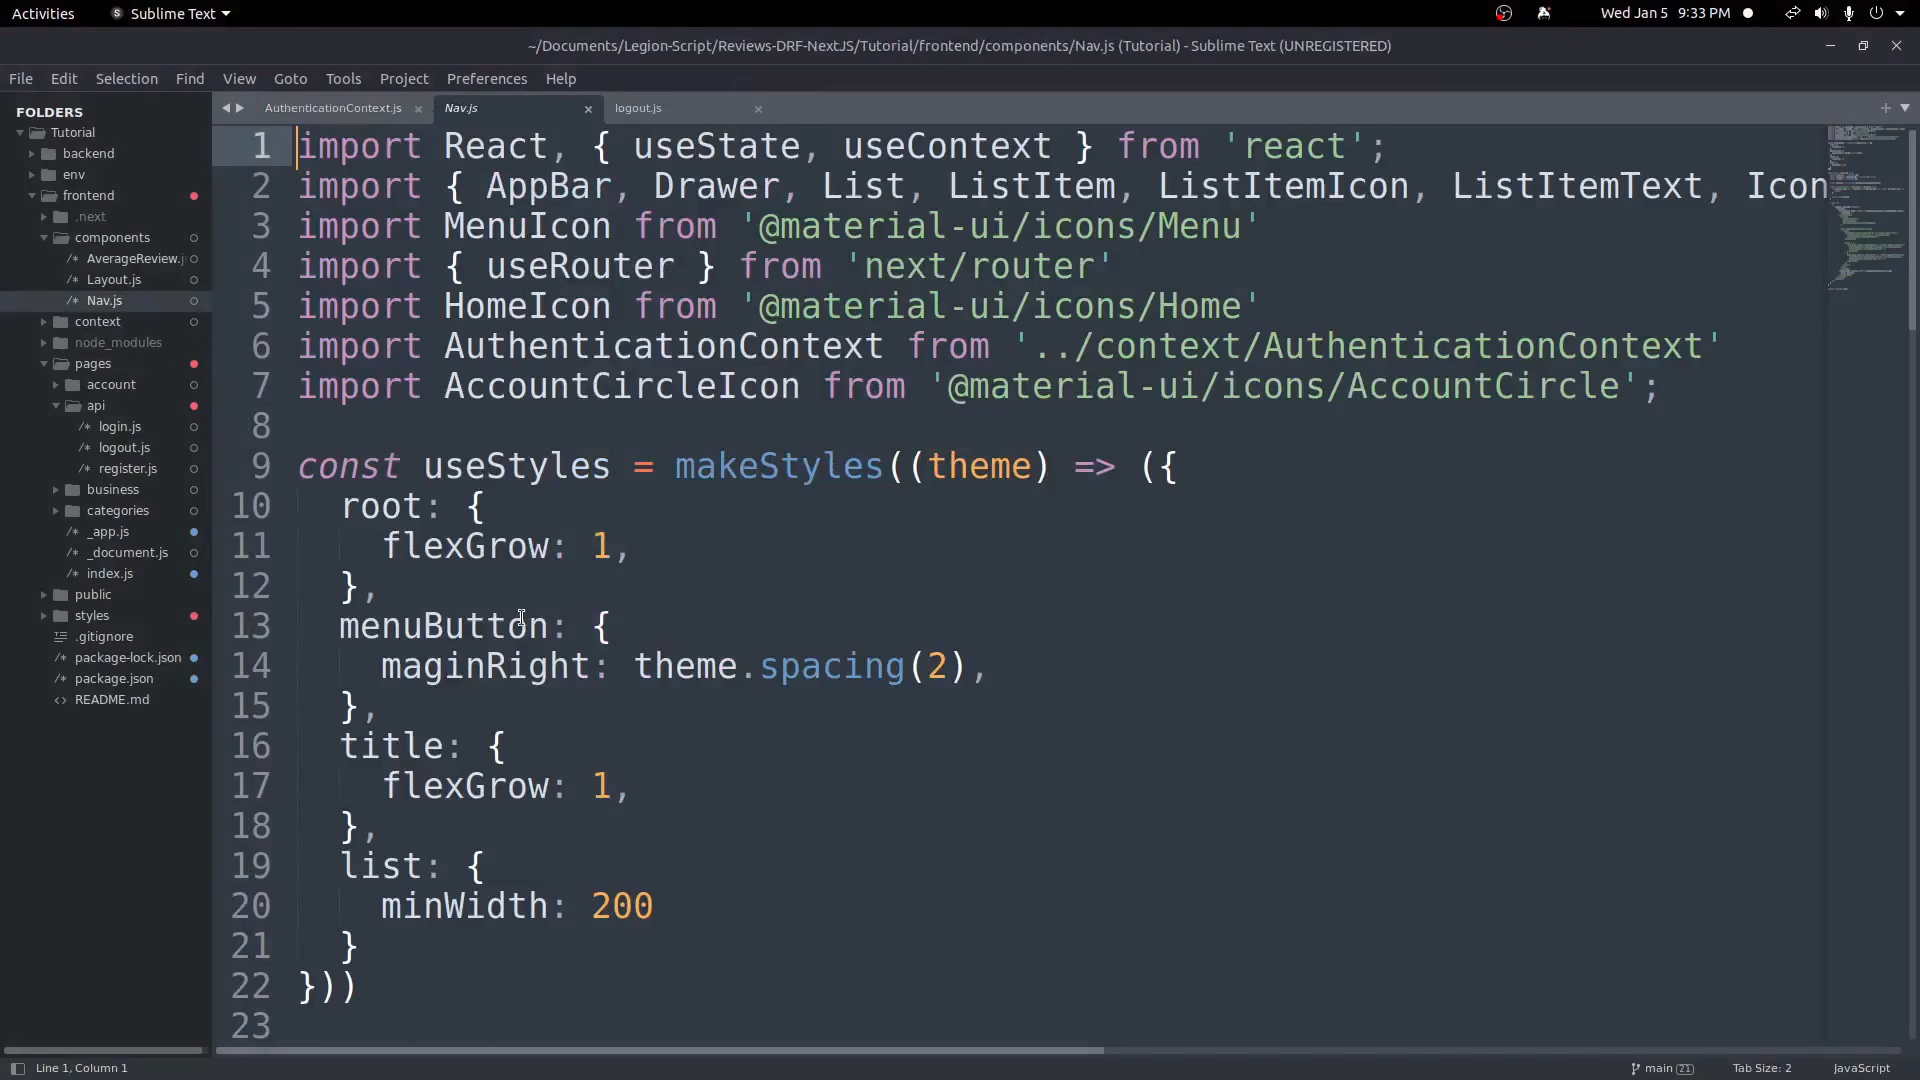 Activities
Sublime Text
Wed Jan 5 9:33 PM
~/Documents/Legion-Script/Reviews-DRF-NextJS/Tutorial/frontend/components/Nav.js (Tutorial) - Sublime Text (UNREGISTERED)
File Edit Selection Find View Goto Tools Project Preferences Help
FOLDERS
Tutorial
backend
env
frontend
.next
components
/* AverageReview.j
/* Layout.js
/* Nav.js
context
node_modules
pages
account
api
/* login.js
/* logout.js
/* register.js
business
categories
/* _app.js
/* _document.js
/* index.js
public
styles
.gitignore
/* package-lock.json
/* package.json
<> README.md
AuthenticationContext.js
Nav.js
logout.js
1 import React, { useState, useContext } from 'react';
2 import { AppBar, Drawer, List, ListItem, ListItemIcon, ListItemText, Icon
3 import MenuIcon from '@material-ui/icons/Menu'
4 import { useRouter } from 'next/router'
5 import HomeIcon from '@material-ui/icons/Home'
6 import AuthenticationContext from '../context/AuthenticationContext'
7 import AccountCircleIcon from '@material-ui/icons/AccountCircle';
8
9 const useStyles = makeStyles((theme) => ({
10 root: {
11 flexGrow: 1,
12 },
13 menuButton: {
14 maginRight: theme.spacing(2),
15 },
16 title: {
17 flexGrow: 1,
18 },
19 list: {
20 minWidth: 200
21 }
22 }))
23
Line 1, Column 1
main 21
Tab Size: 2
JavaScript